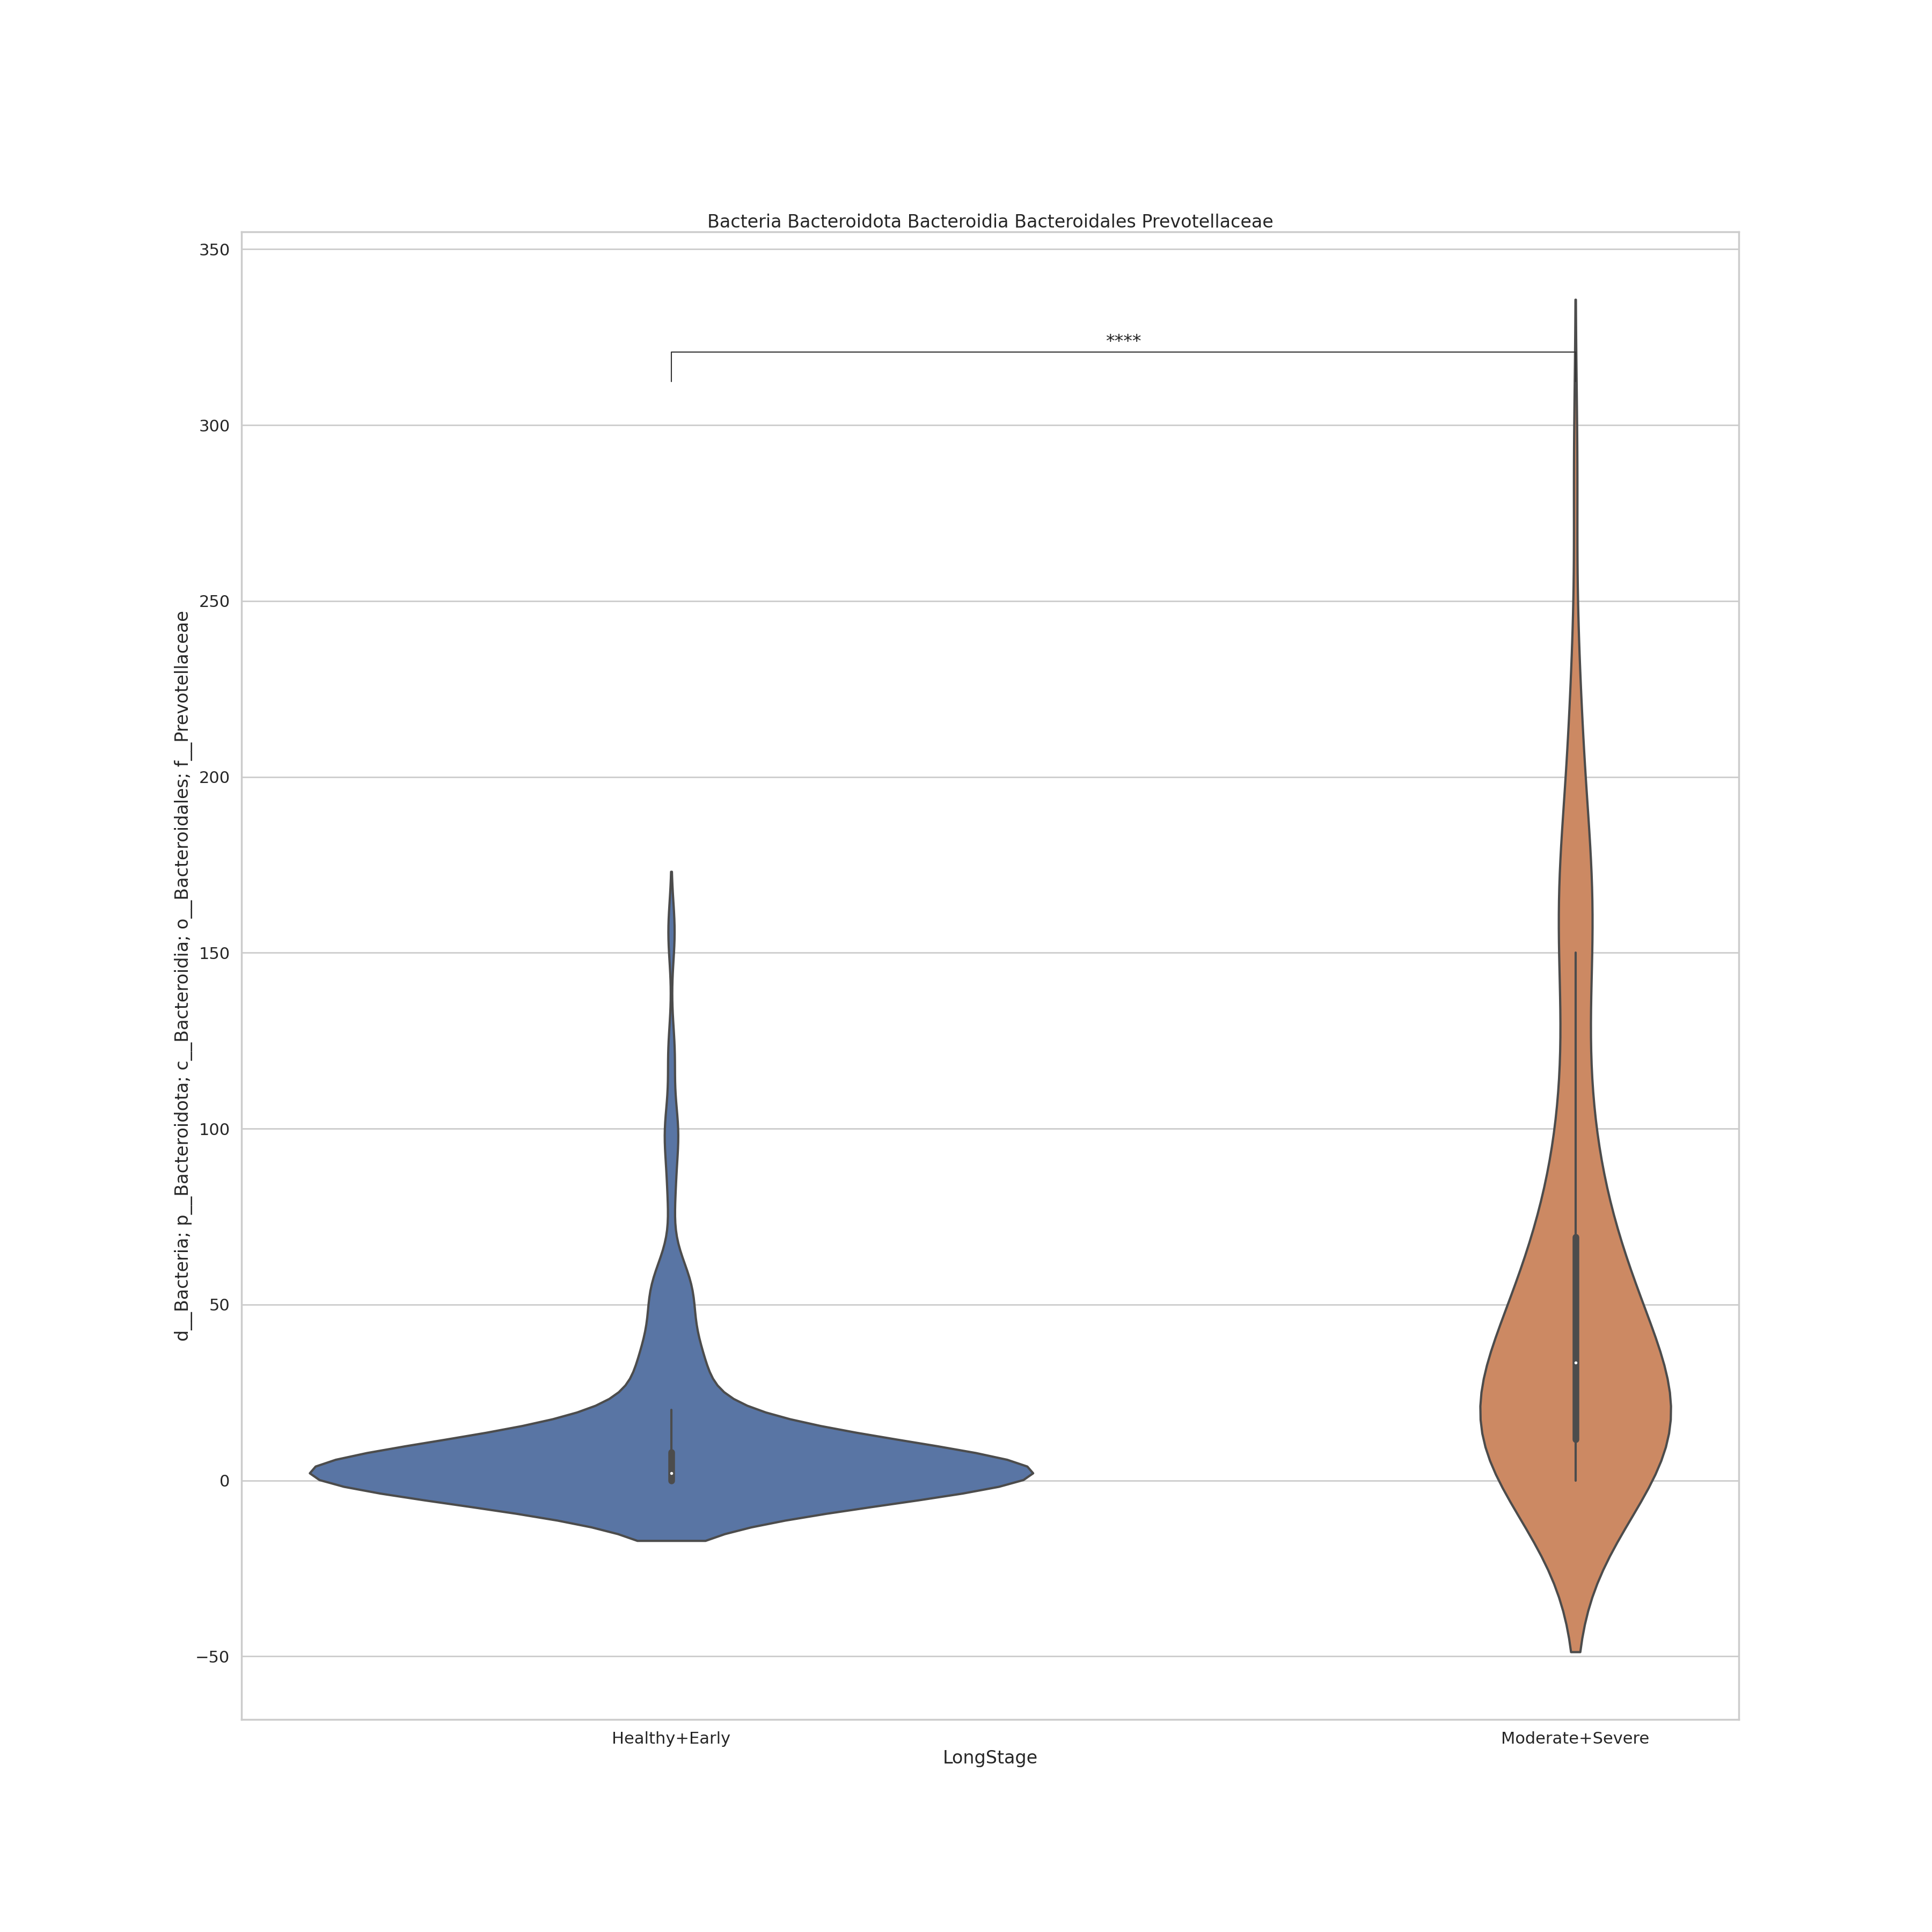 Bacteria Bacteroidota Bacteroidia Bacteroidales Prevotellaceae
350
300
250
200
150
100
50
0
−50
d__Bacteria; p__Bacteroidota; c__Bacteroidia; o__Bacteroidales; f__Prevotellaceae
****
Healthy+Early
Moderate+Severe
LongStage